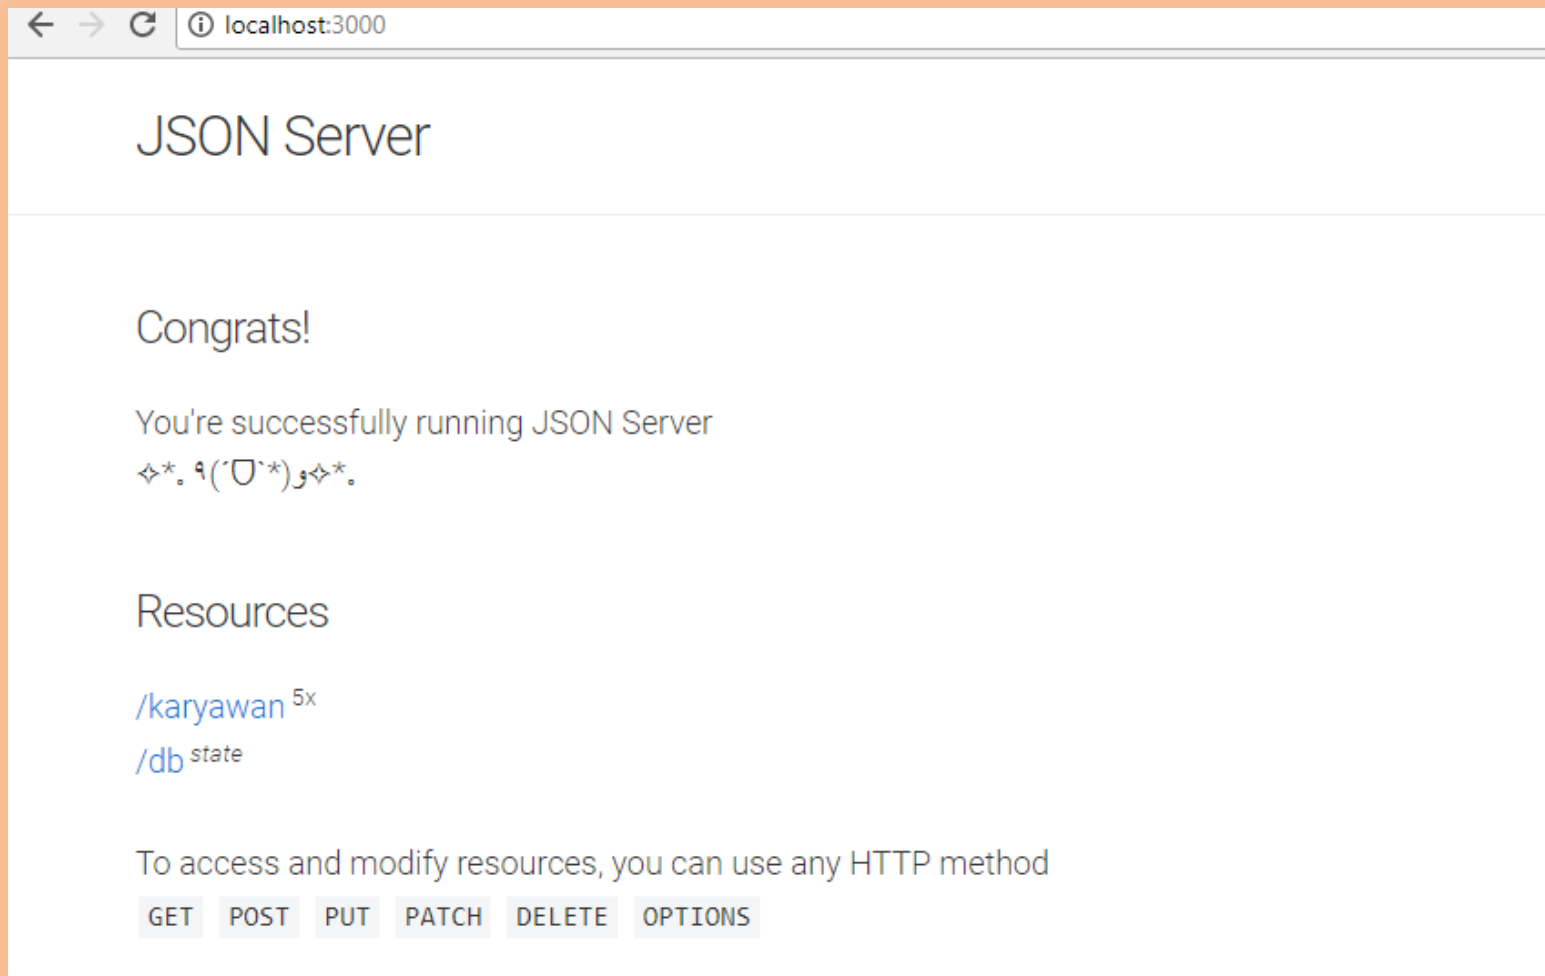 localhost:3000
JSON Server
Congrats!
You're successfully running JSON Server
✧*｡٩(ˊᗜˋ*)و✧*｡
Resources
/karyawan 5x
/db state
To access and modify resources, you can use any HTTP method
GET POST PUT PATCH DELETE OPTIONS